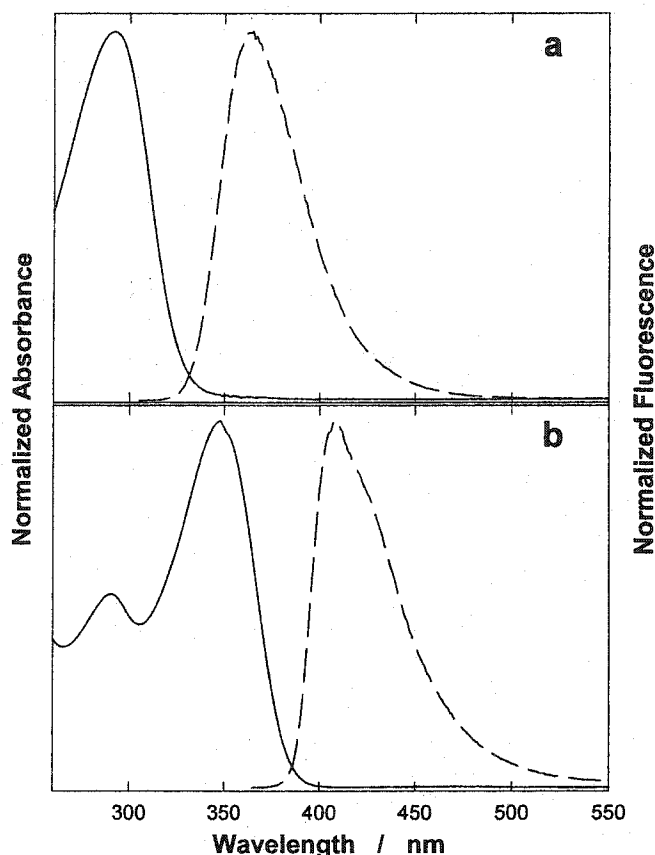 a
b
Normalized Absorbance
Normalized Fluorescence
300 350 400 450 500 550
Wavelength / nm